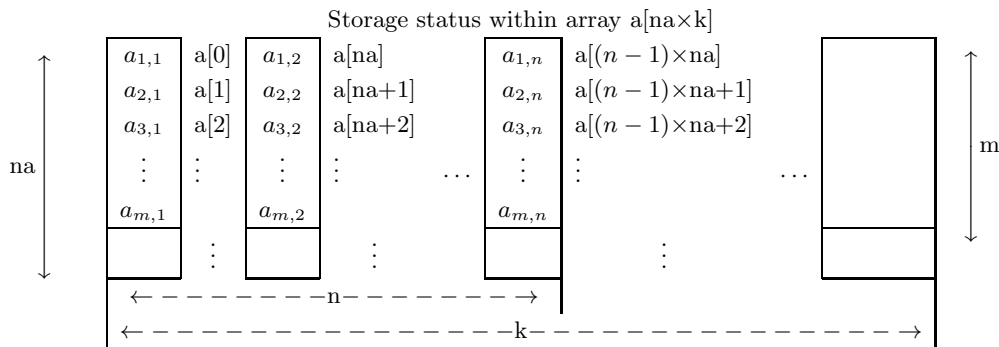 Storage status within array a[na×k]
a₁,₁ a[0] a₁,₂ a[na] a₁,ₙ a[(n − 1)×na]
a₂,₁ a[1] a₂,₂ a[na+1] a₂,ₙ a[(n − 1)×na+1]
a₃,₁ a[2] a₃,₂ a[na+2] a₃,ₙ a[(n − 1)×na+2]
na ⋮ ⋮ ⋮ ⋮ ... ⋮ ⋮ ... m
aₘ,₁ aₘ,₂ aₘ,ₙ
⋮ ⋮ ⋮
n
k